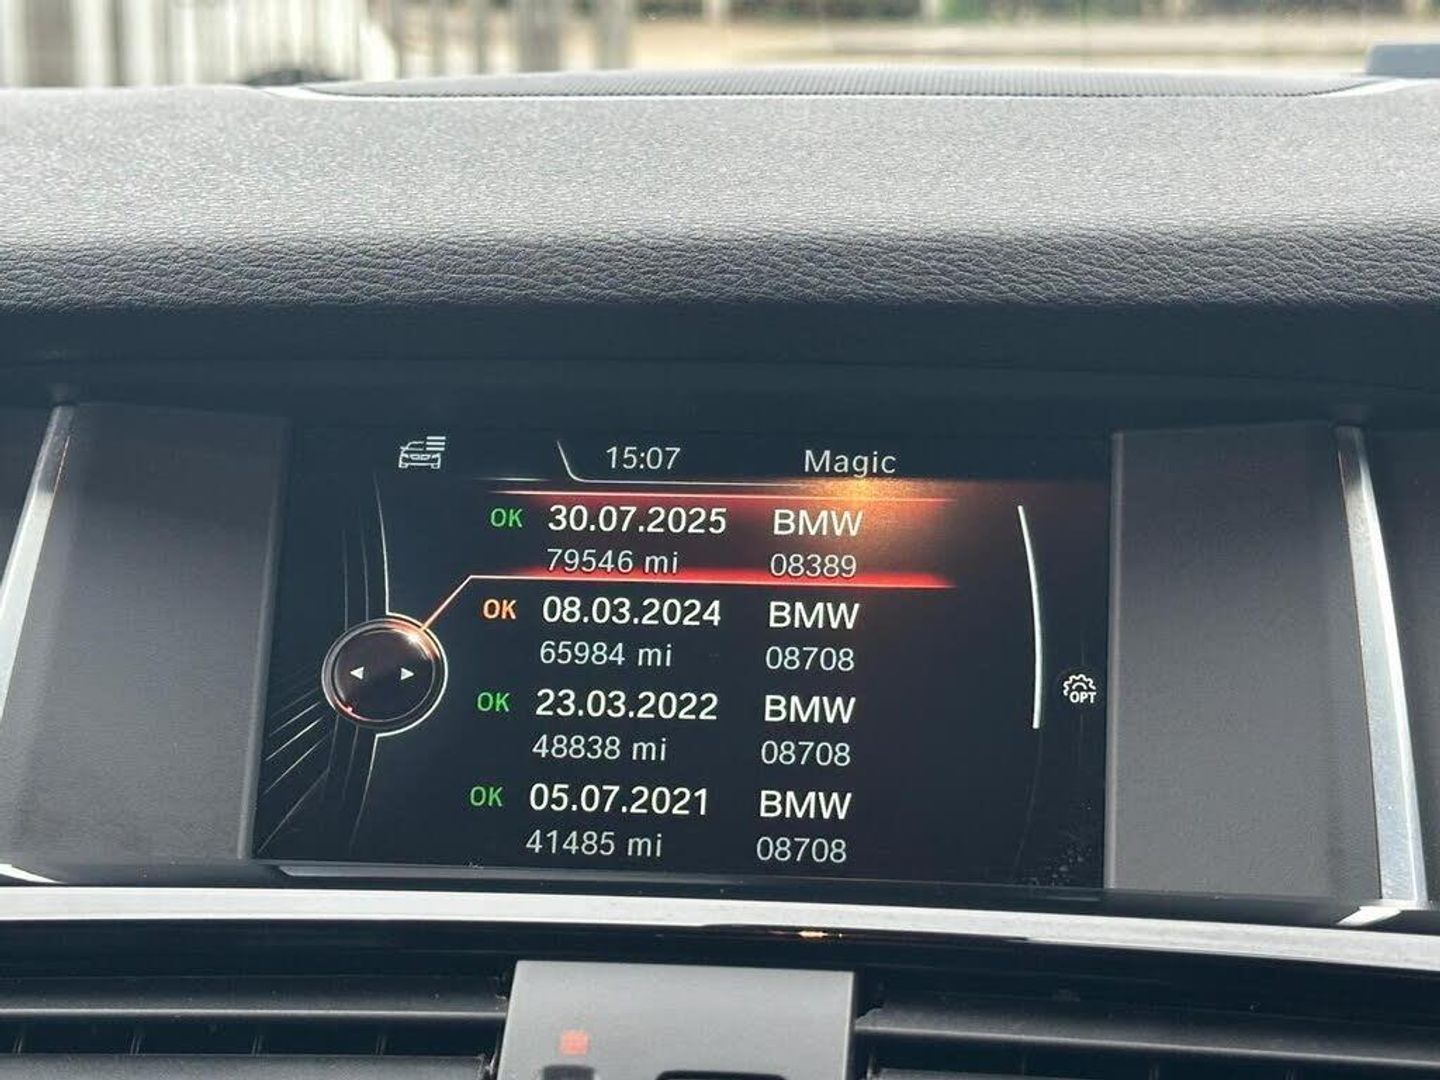 15:07 Magic
OK 30.07.2025 BMW
79546 mi 08389
OK 08.03.2024 BMW
65984 mi 08708
OK 23.03.2022 BMW
48838 mi 08708
OPT
OK 05.07.2021 BMW
41485 mi 08708